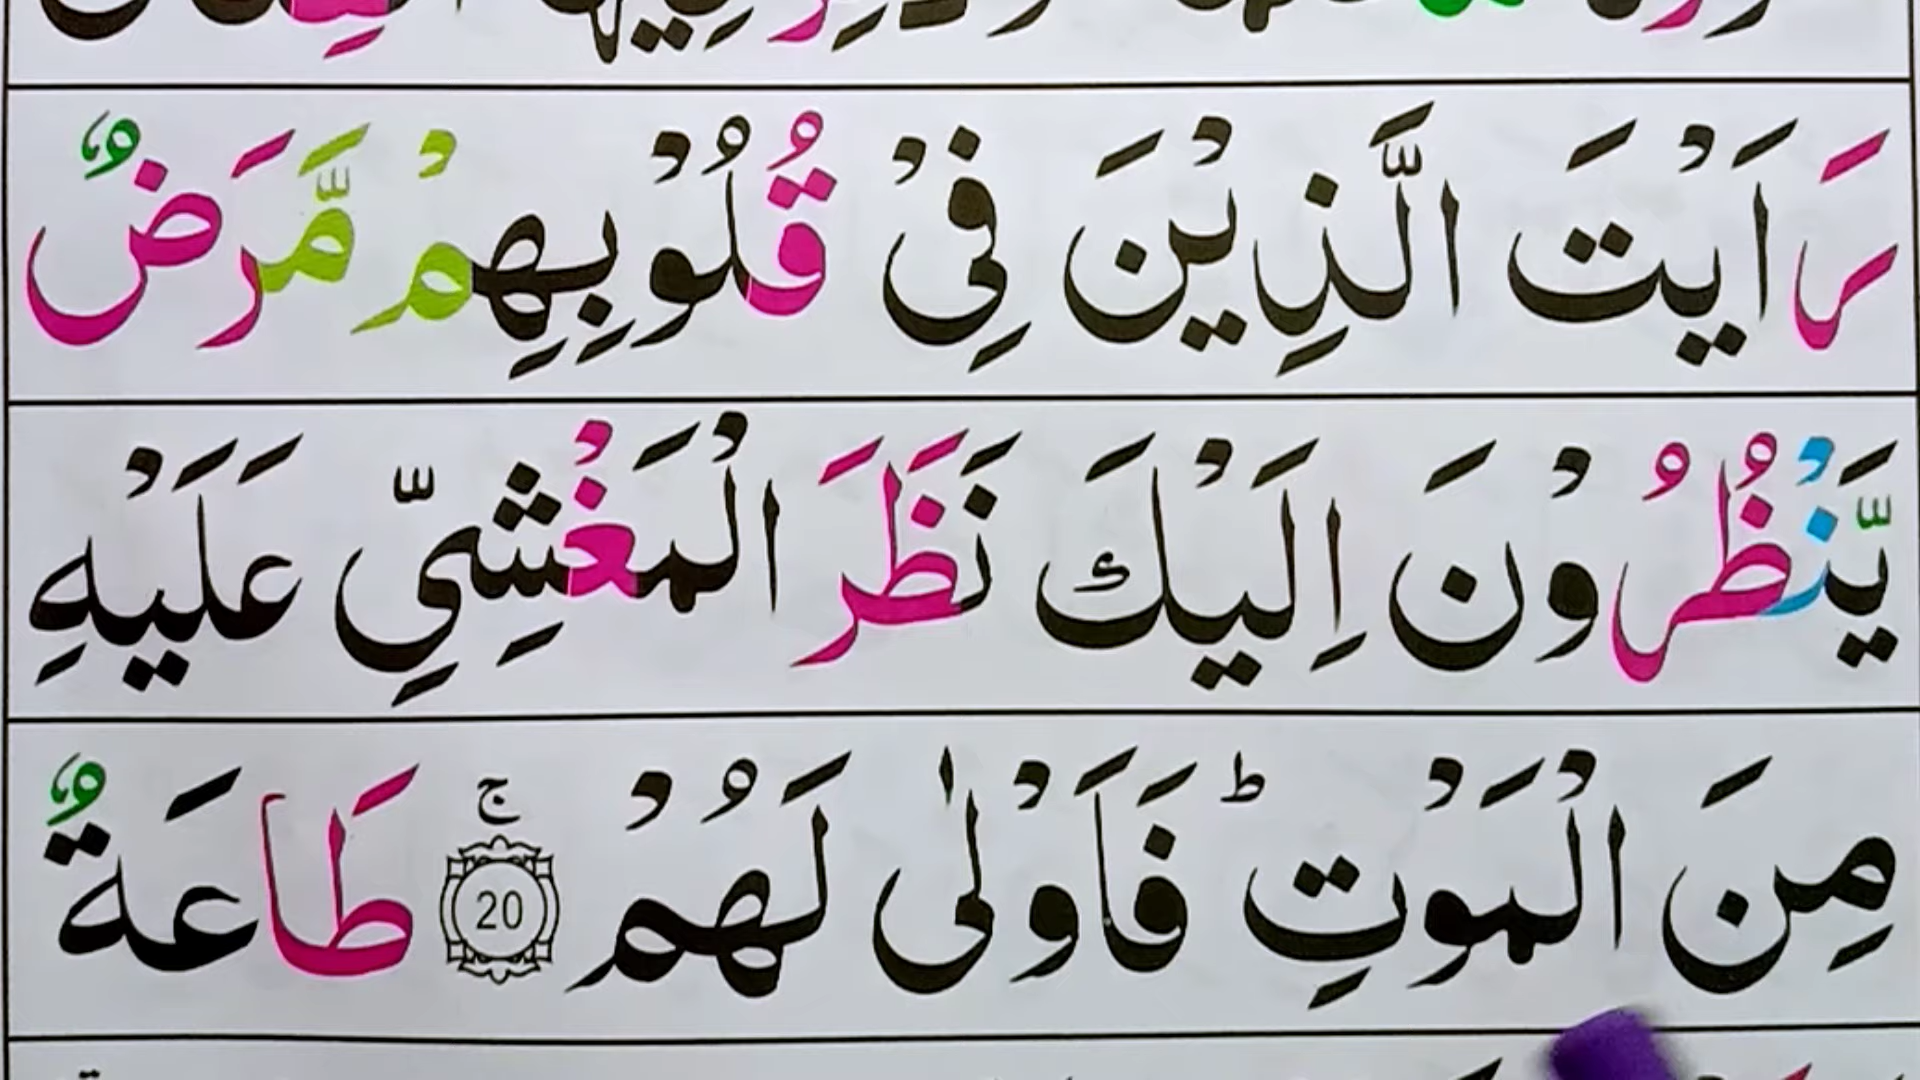 رَاَيْتَ الَّذِيْنَ فِىْ قُلُوْبِهِمْ مَّرَضٌ
يَّنْظُرُوْنَ اِلَيْكَ نَظَرَ الْمَغْشِىِّ عَلَيْهِ
مِنَ الْمَوْتِؕ فَاَوْلٰى لَهُمْۚ 20 طَاعَةٌ